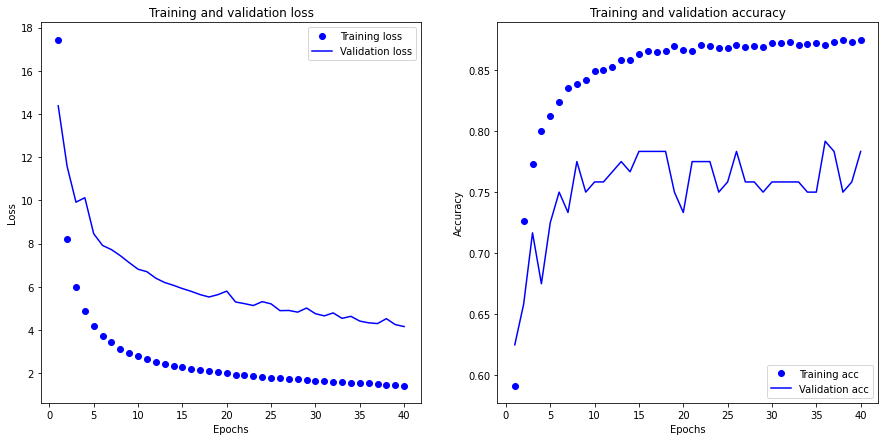 Training and validation loss
Training loss
Validation loss
18
16
14
12
10
8
6
4
2
Loss
0 5 10 15 20 25 30 35 40
Epochs
Training and validation accuracy
0.85
0.80
0.75
0.70
0.65
0.60
Accuracy
Training acc
Validation acc
0 5 10 15 20 25 30 35 40
Epochs